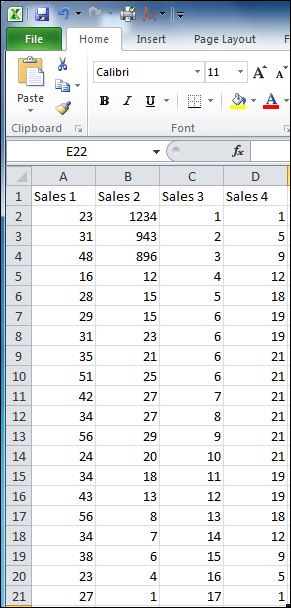 File Home Insert Page Layout F
Calibri 11 A A
Paste B I U A
Clipboard Font
E22 fx
A B C D
1 Sales 1 Sales 2 Sales 3 Sales 4
2 23 1234 1 1
3 31 943 2 5
4 48 896 3 9
5 16 12 4 12
6 28 15 5 18
7 29 15 6 19
8 31 23 6 19
9 35 21 6 21
10 51 25 6 21
11 42 27 7 21
12 34 27 8 21
13 56 29 9 21
14 24 20 10 21
15 34 18 11 19
16 43 13 12 19
17 56 8 13 18
18 34 7 14 12
19 38 6 15 9
20 23 4 16 5
21 27 1 17 1